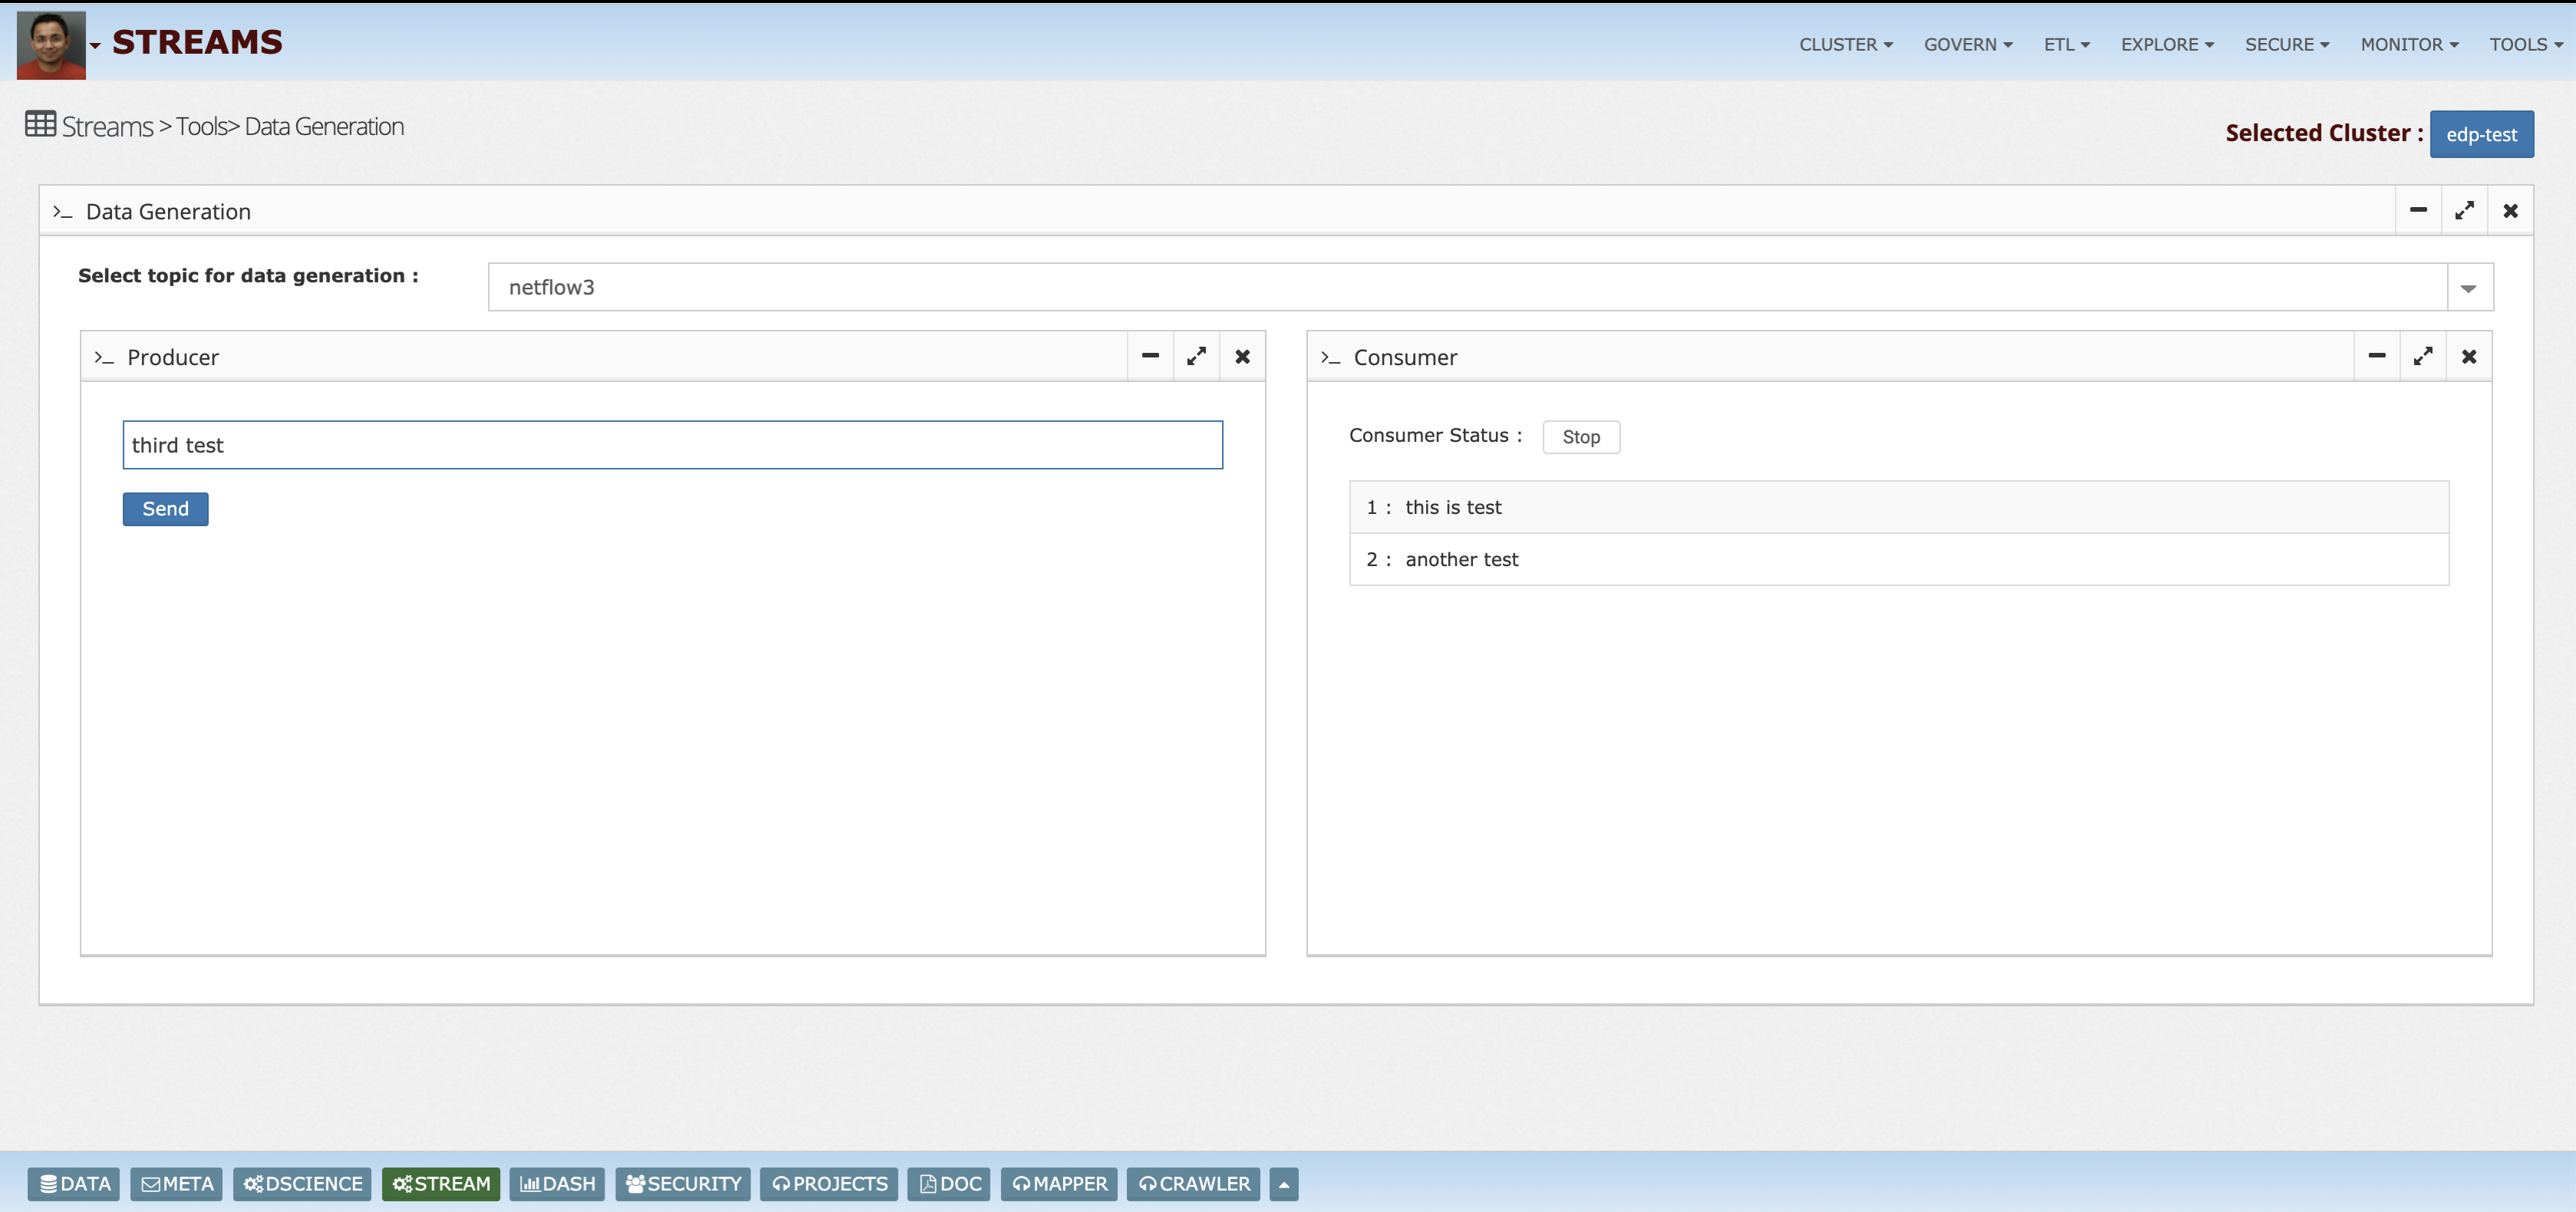 STREAMS
CLUSTER GOVERN ETL EXPLORE SECURE MONITOR TOOLS
Streams > Tools> Data Generation
Selected Cluster : edp-test
>_ Data Generation
Select topic for data generation : netflow3
>_ Producer
third test
Send
>_ Consumer
Consumer Status : Stop
1 : this is test
2 : another test
DATA META DSCIENCE STREAM DASH SECURITY PROJECTS DOC MAPPER CRAWLER